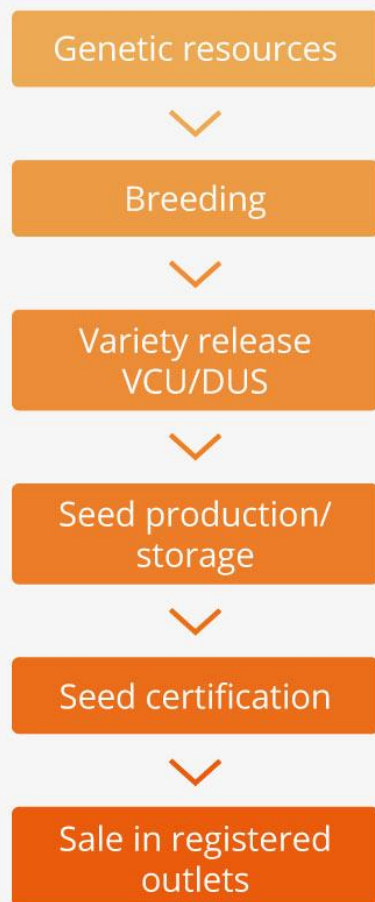 Genetic resources
Breeding
Variety release
VCU/DUS
Seed production/
storage
Seed certification
Sale in registered
outlets